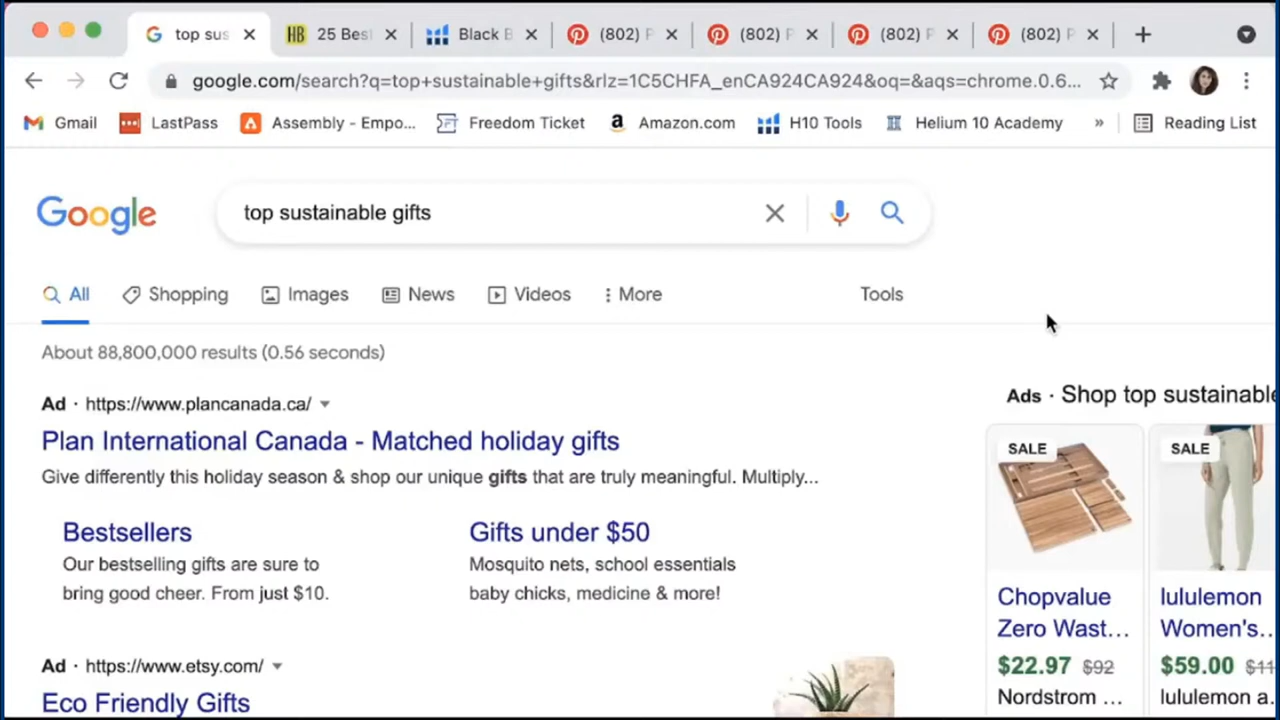 top sus
HB 25 Best
Black B
(802) P
(802) P
(802) P
(802) P
google.com/search?q=top+sustainable+gifts&rlz=1C5CHFA_enCA924CA924&oq=&aqs=chrome.0.6...
Gmail
LastPass
Assembly - Empo...
Freedom Ticket
Amazon.com
H10 Tools
Helium 10 Academy
»
Reading List
Google
top sustainable gifts
All
Shopping
Images
News
Videos
More
Tools
About 88,800,000 results (0.56 seconds)
Ad · https://www.plancanada.ca/
Plan International Canada - Matched holiday gifts
Give differently this holiday season & shop our unique gifts that are truly meaningful. Multiply...
Bestsellers
Our bestselling gifts are sure to
bring good cheer. From just $10.
Gifts under $50
Mosquito nets, school essentials
baby chicks, medicine & more!
Ad · https://www.etsy.com/
Eco Friendly Gifts
Ads · Shop top sustainable
SALE
Chopvalue
Zero Wast...
$22.97 $92
Nordstrom ...
SALE
lululemon
Women's...
$59.00 $11
lululemon a.